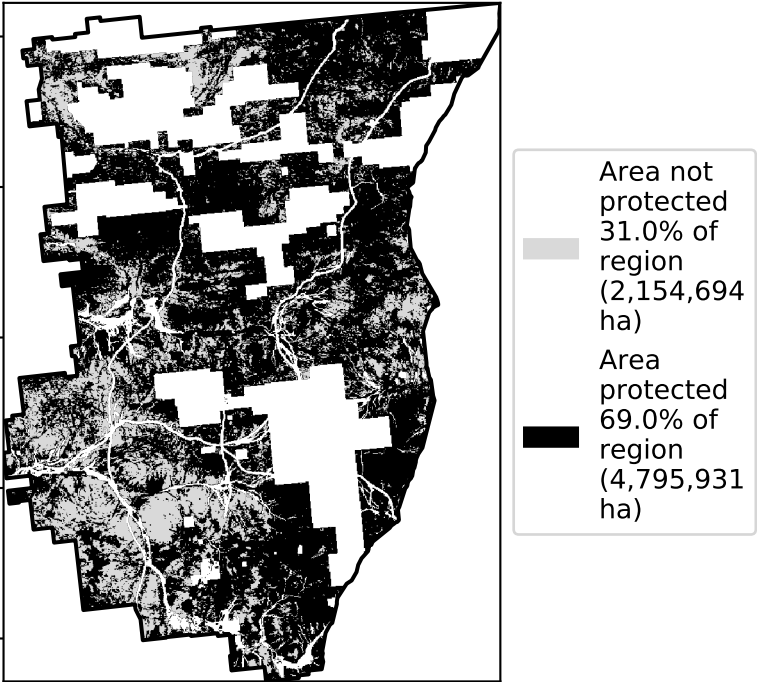 Area not
protected
31.0% of
region
(2,154,694
ha)
Area
protected
69.0% of
region
(4,795,931
ha)